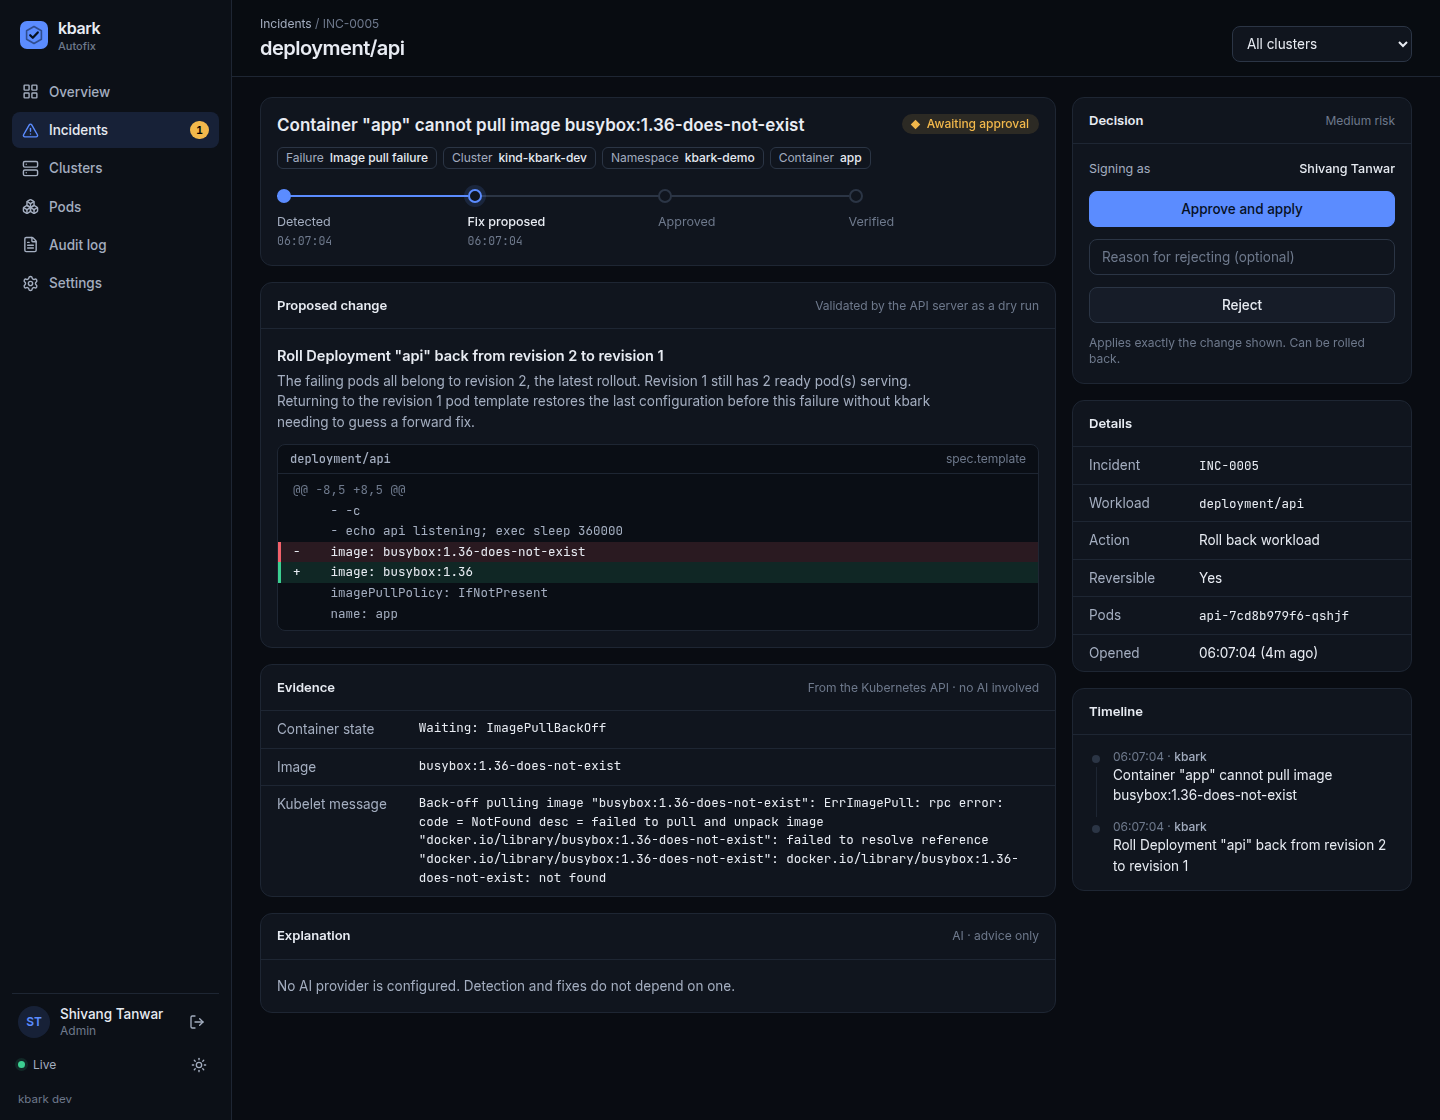 kbark
Autofix
Overview
Incidents 1
Clusters
Pods
Audit log
Settings
Shivang Tanwar
ST
Admin
Live
kbark dev
Incidents / INC-0005
deployment/api
All clusters
Container "app" cannot pull image busybox:1.36-does-not-exist
Awaiting approval
Failure Image pull failure
Cluster kind-kbark-dev
Namespace kbark-demo
Container app
Detected
06:07:04
Fix proposed
06:07:04
Approved
Verified
Proposed change
Validated by the API server as a dry run
Roll Deployment "api" back from revision 2 to revision 1
The failing pods all belong to revision 2, the latest rollout. Revision 1 still has 2 ready pod(s) serving.
Returning to the revision 1 pod template restores the last configuration before this failure without kbark
needing to guess a forward fix.
deployment/api
spec.template
@@ -8,5 +8,5 @@
- -c
- echo api listening; exec sleep 360000
- image: busybox:1.36-does-not-exist
+ image: busybox:1.36
imagePullPolicy: IfNotPresent
name: app
Evidence
From the Kubernetes API · no AI involved
Container state
Waiting: ImagePullBackOff
Image
busybox:1.36-does-not-exist
Kubelet message
Back-off pulling image "busybox:1.36-does-not-exist": ErrImagePull: rpc error:
code = NotFound desc = failed to pull and unpack image
"docker.io/library/busybox:1.36-does-not-exist": failed to resolve reference
"docker.io/library/busybox:1.36-does-not-exist": docker.io/library/busybox:1.36-
does-not-exist: not found
Explanation
AI · advice only
No AI provider is configured. Detection and fixes do not depend on one.
Decision
Medium risk
Signing as
Shivang Tanwar
Approve and apply
Reason for rejecting (optional)
Reject
Applies exactly the change shown. Can be rolled
back.
Details
Incident
INC-0005
Workload
deployment/api
Action
Roll back workload
Reversible
Yes
Pods
api-7cd8b979f6-qshjf
Opened
06:07:04 (4m ago)
Timeline
06:07:04 · kbark
Container "app" cannot pull image
busybox:1.36-does-not-exist
06:07:04 · kbark
Roll Deployment "api" back from revision 2
to revision 1